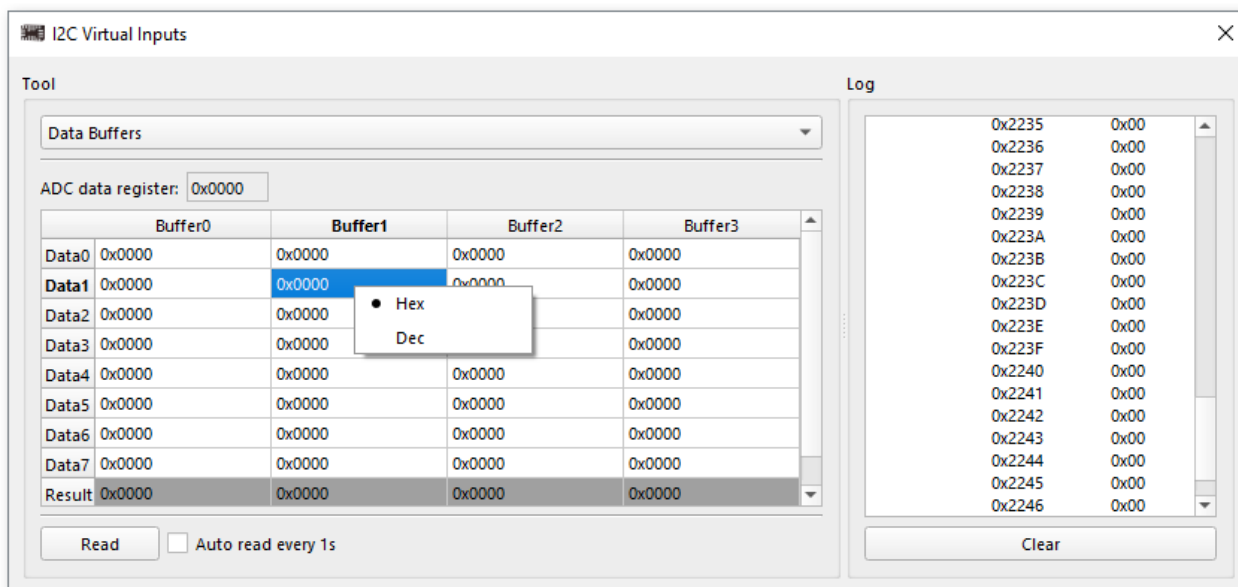 I2C Virtual Inputs
Tool
Data Buffers
ADC data register: 0x0000
Buffer0 Buffer1 Buffer2 Buffer3
Data0 0x0000 0x0000 0x0000 0x0000
Data1 0x0000 0x0000 0x0000 0x0000
Data2 0x0000 0x0000 0x0000
Data3 0x0000 0x0000 0x0000
Data4 0x0000 0x0000 0x0000 0x0000
Data5 0x0000 0x0000 0x0000 0x0000
Data6 0x0000 0x0000 0x0000 0x0000
Data7 0x0000 0x0000 0x0000 0x0000
Result 0x0000 0x0000 0x0000 0x0000
Hex
Dec
Read Auto read every 1s
Log
0x2235 0x00
0x2236 0x00
0x2237 0x00
0x2238 0x00
0x2239 0x00
0x223A 0x00
0x223B 0x00
0x223C 0x00
0x223D 0x00
0x223E 0x00
0x223F 0x00
0x2240 0x00
0x2241 0x00
0x2242 0x00
0x2243 0x00
0x2244 0x00
0x2245 0x00
0x2246 0x00
Clear